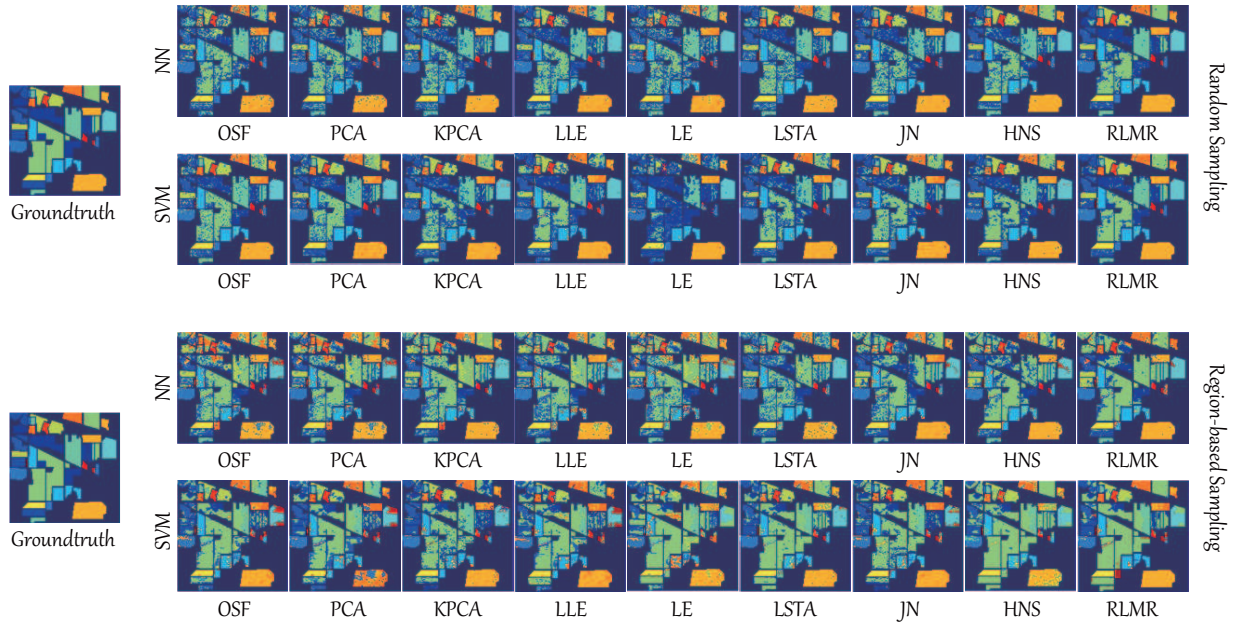 NN
OSF PCA KPCA LLE LE LSTA JN HNS RLMR
Random Sampling
Groundtruth
SVM
OSF PCA KPCA LLE LE LSTA JN HNS RLMR
NN
OSF PCA KPCA LLE LE LSTA JN HNS RLMR
Region-based Sampling
Groundtruth
SVM
OSF PCA KPCA LLE LE LSTA JN HNS RLMR